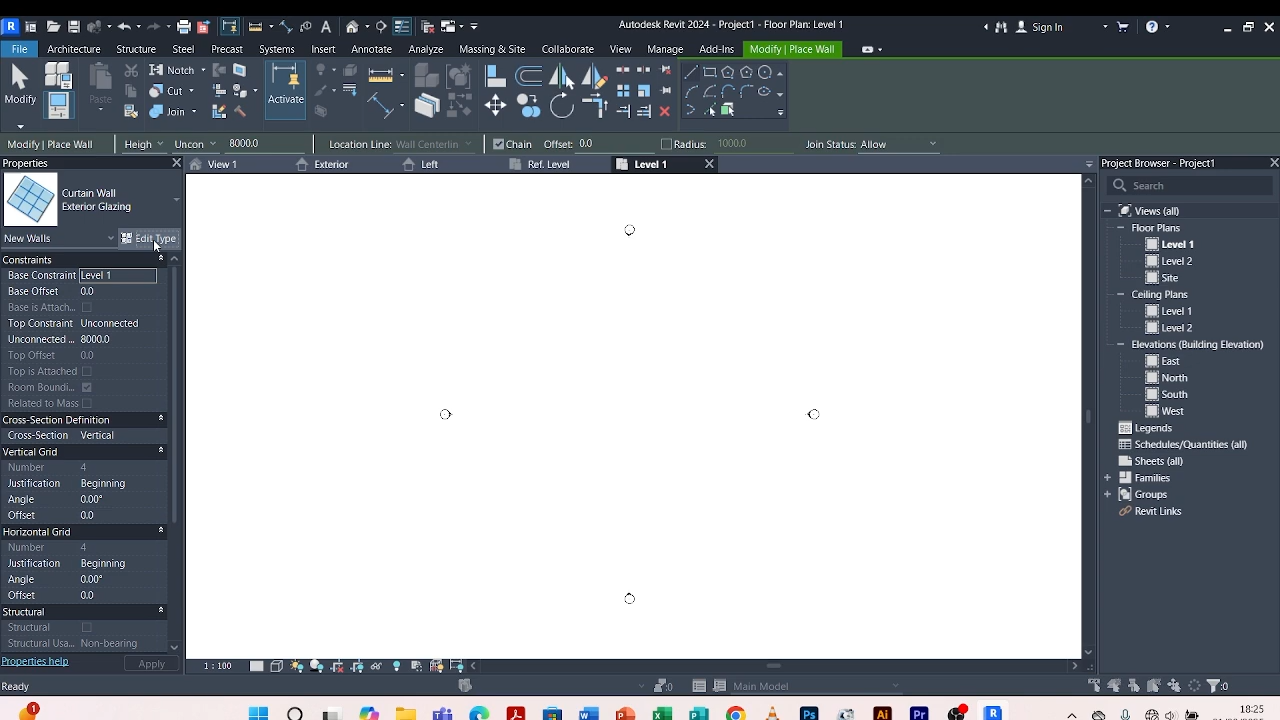 Autodesk Revit 2024 - Project1 - Floor Plan: Level 1
Sign In
File Architecture Structure Steel Precast Systems Insert Annotate Analyze Massing & Site Collaborate View Manage Add-Ins Modify | Place Wall
Modify
Paste
Notch
Cut
Join
Activate
Modify | Place Wall Heigh Uncon 8000.0 Location Line: Wall Centerlin Chain Offset: 0.0 Radius: 1000.0 Join Status: Allow
Properties
View 1 Exterior Left Ref. Level Level 1
Project Browser - Project1
Curtain Wall
Exterior Glazing
New Walls Edit Type
Constraints
Base Constraint Level 1
Base Offset 0.0
Base is Attach...
Top Constraint Unconnected
Unconnected ... 8000.0
Top Offset 0.0
Top is Attached
Room Boundi...
Related to Mass
Cross-Section Definition
Cross-Section Vertical
Vertical Grid
Number 4
Justification Beginning
Angle 0.00°
Offset 0.0
Horizontal Grid
Number 4
Justification Beginning
Angle 0.00°
Offset 0.0
Structural
Structural
Structural Usa... Non-bearing
Properties help Apply
Search
Views (all)
Floor Plans
Level 1
Level 2
Site
Ceiling Plans
Level 1
Level 2
Elevations (Building Elevation)
East
North
South
West
Legends
Schedules/Quantities (all)
Sheets (all)
Families
Groups
Revit Links
1 : 100
Ready
:0
Main Model
:0
1
18:25